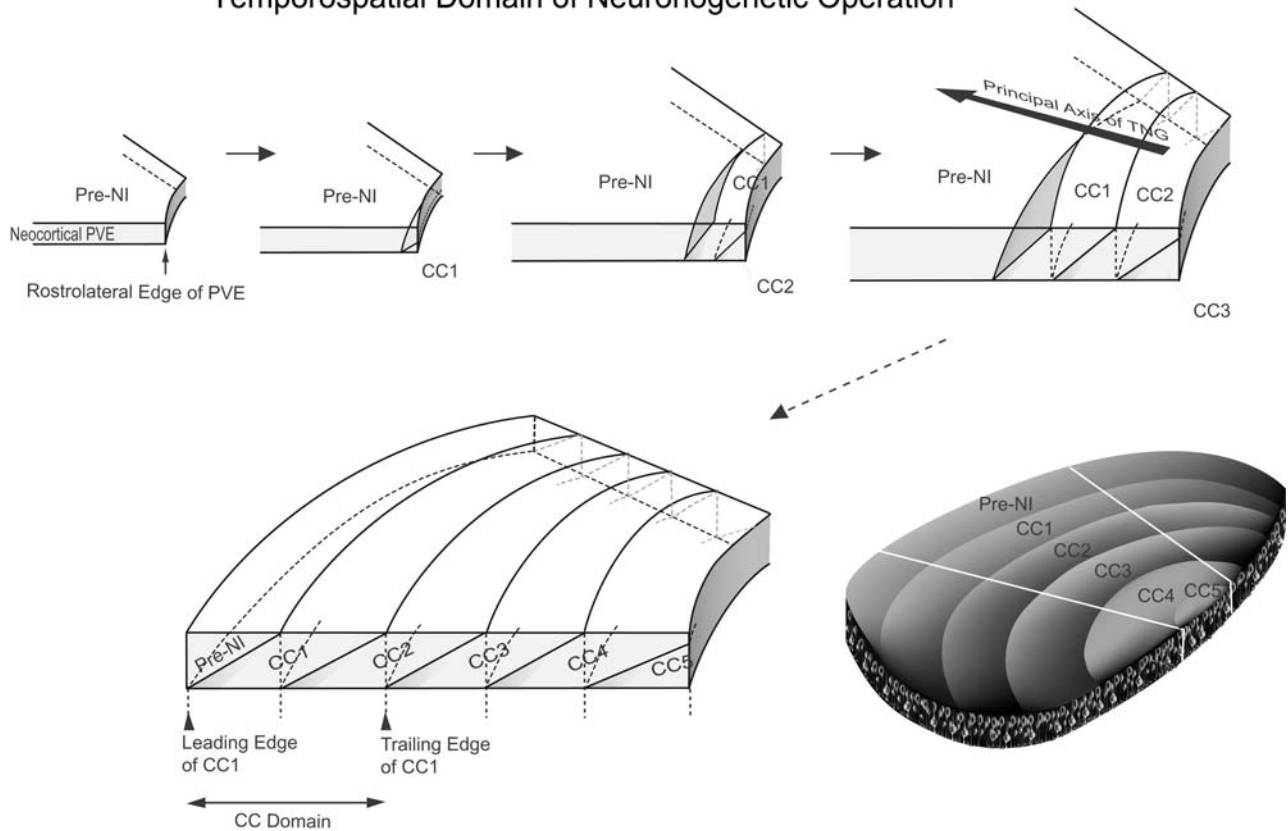 Temporospatial Domain of Neuronogenetic Operation
Pre-NI
Neocortical PVE
Rostrolateral Edge of PVE
Pre-NI
CC1
Pre-NI
CC1
CC2
Principal Axis of TNG
Pre-NI
CC1
CC2
CC3
Pre-NI
CC1
CC2
CC3
CC4
CC5
Leading Edge
of CC1
Trailing Edge
of CC1
CC Domain
Pre-NI
CC1
CC2
CC3
CC4
CC5